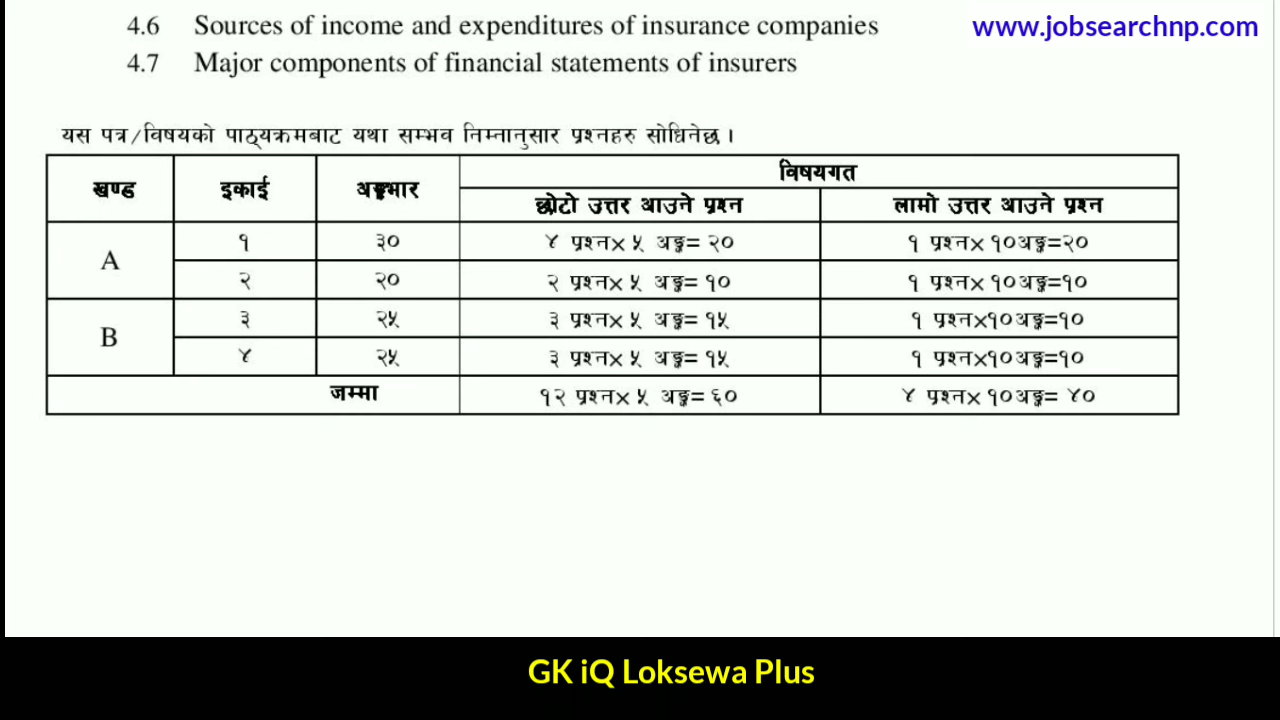 4.6 Sources of income and expenditures of insurance companies
www.jobsearchnp.com
4.7 Major components of financial statements of insurers
यस पत्र/विषयको पाठ्यक्रमबाट यथा सम्भव निम्नानुसार प्रश्नहरु सोधिनेछ ।
खण्ड इकाई अङ्कभार विषयगत
छोटो उत्तर आउने प्रश्न लामो उत्तर आउने प्रश्न
A १ ३० ४ प्रश्न× ५ अङ्क= २० १ प्रश्न× १०अङ्क=२०
२ २० २ प्रश्न× ५ अङ्क= १० १ प्रश्न× १०अङ्क=१०
B ३ २५ ३ प्रश्न× ५ अङ्क= १५ १ प्रश्न×१०अङ्क=१०
४ २५ ३ प्रश्न× ५ अङ्क= १५ १ प्रश्न×१०अङ्क=१०
जम्मा १२ प्रश्न× ५ अङ्क= ६० ४ प्रश्न× १०अङ्क= ४०
GK iQ Loksewa Plus